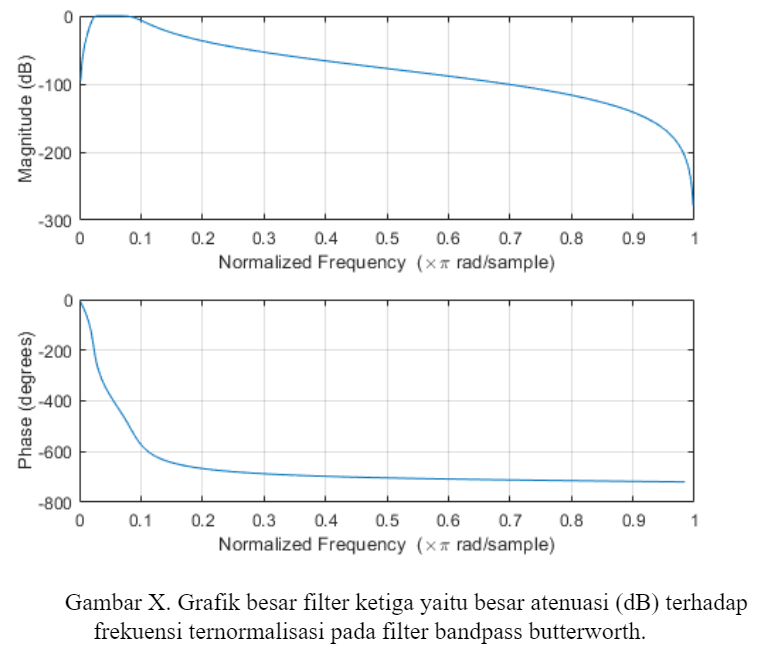 0
-100
-200
-300
Magnitude (dB)
0 0.1 0.2 0.3 0.4 0.5 0.6 0.7 0.8 0.9 1
Normalized Frequency (×π rad/sample)
0
-200
-400
-600
-800
Phase (degrees)
0 0.1 0.2 0.3 0.4 0.5 0.6 0.7 0.8 0.9 1
Normalized Frequency (×π rad/sample)
Gambar X. Grafik besar filter ketiga yaitu besar atenuasi (dB) terhadap
frekuensi ternormalisasi pada filter bandpass butterworth.